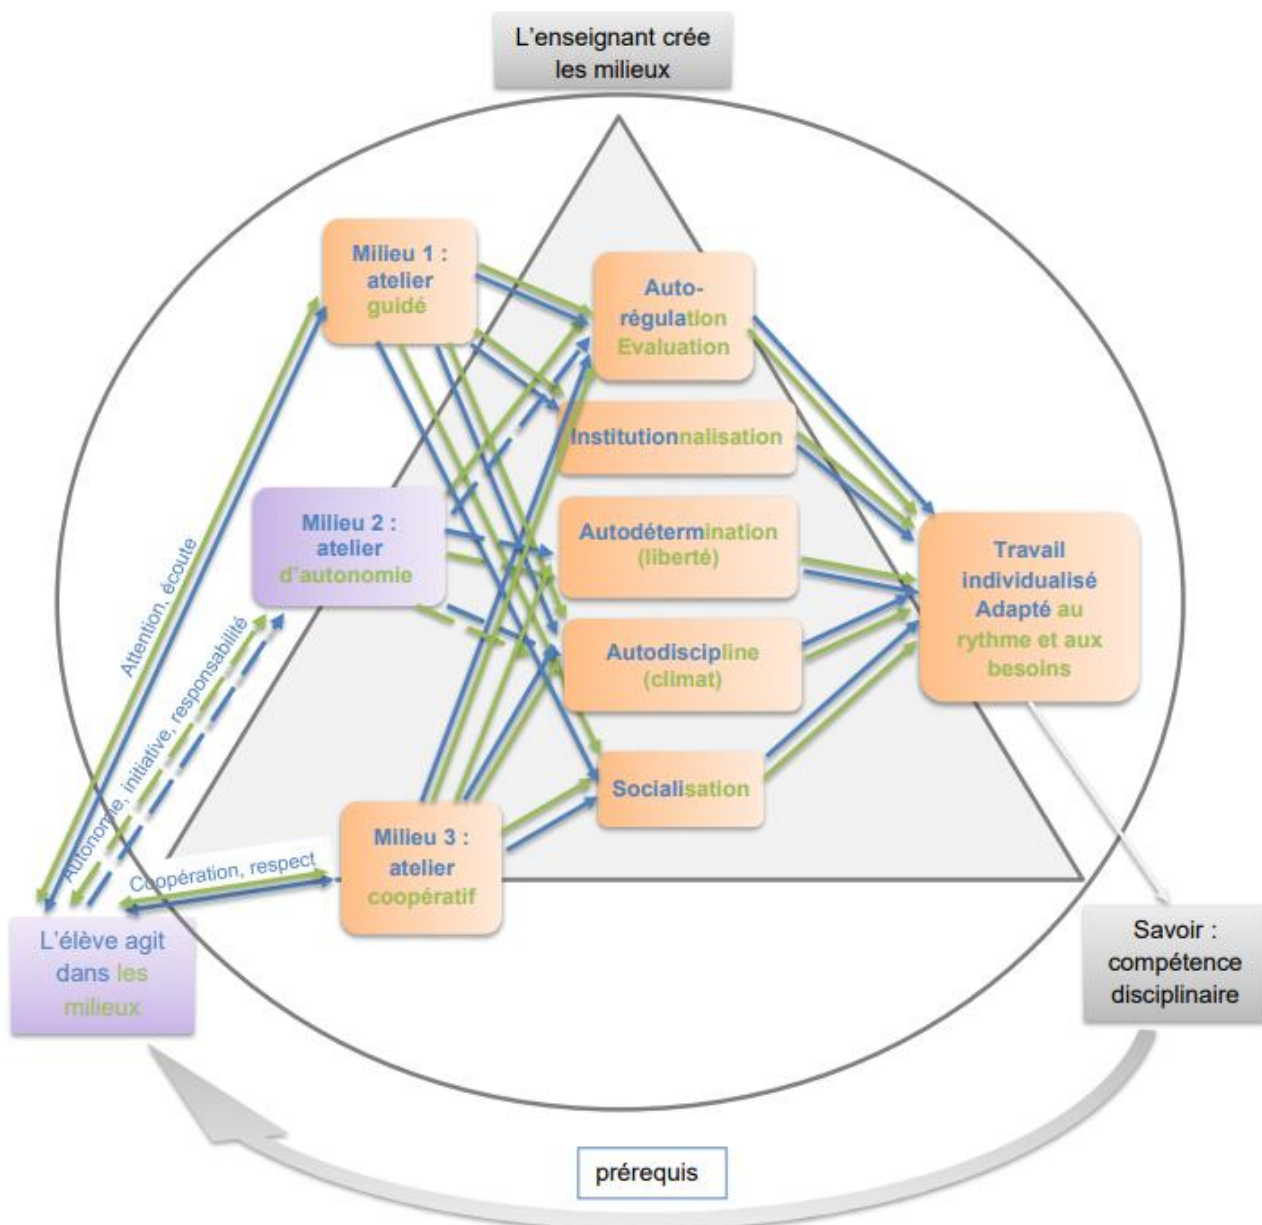 L'enseignant crée
les milieux
Milieu 1 :
atelier
guidé
Auto-
régulation
Evaluation
Institutionnalisation
Milieu 2 :
atelier
d'autonomie
Autodétermination
(liberté)
Travail
individualisé
Adapté au
rythme et aux
besoins
Attention, écoute
Autonomie, initiative, responsabilité
Autodiscipline
(climat)
Socialisation
Milieu 3 :
atelier
coopératif
Coopération, respect
L'élève agit
dans les
milieux
Savoir :
compétence
disciplinaire
prérequis